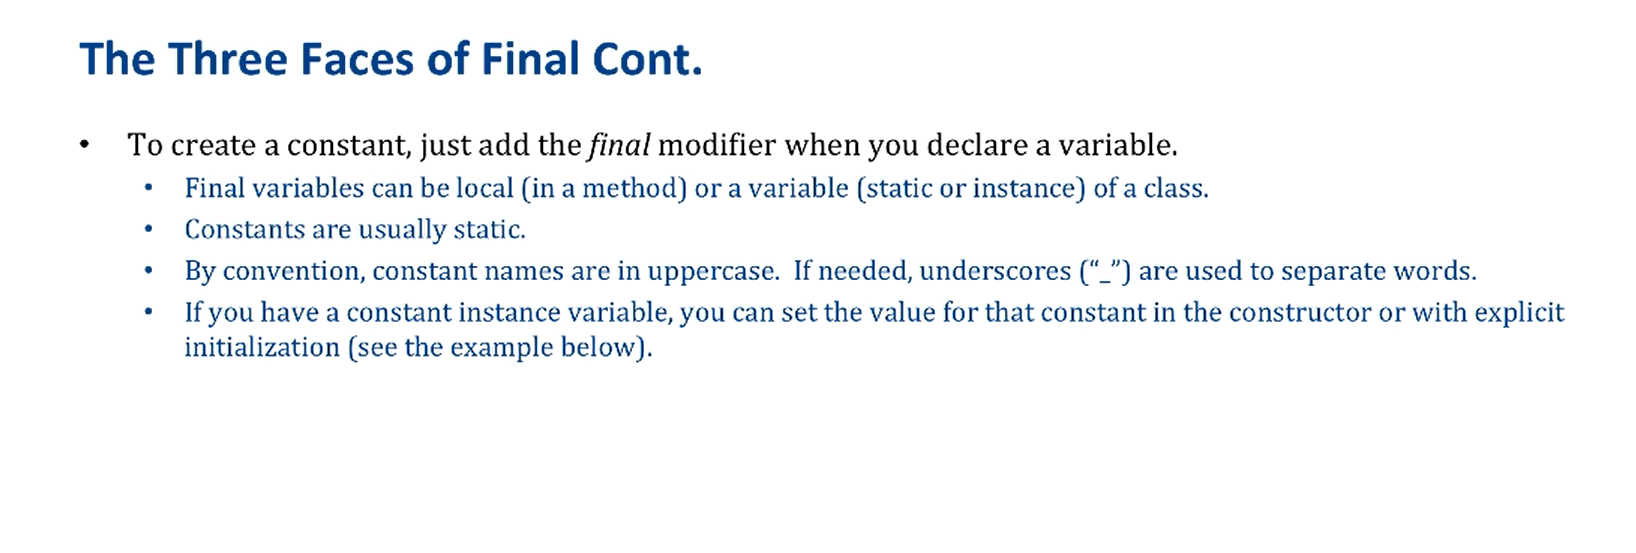 The Three Faces of Final Cont.
• To create a constant, just add the final modifier when you declare a variable.
• Final variables can be local (in a method) or a variable (static or instance) of a class.
• Constants are usually static.
• By convention, constant names are in uppercase.  If needed, underscores (“_”) are used to separate words.
• If you have a constant instance variable, you can set the value for that constant in the constructor or with explicit
initialization (see the example below).